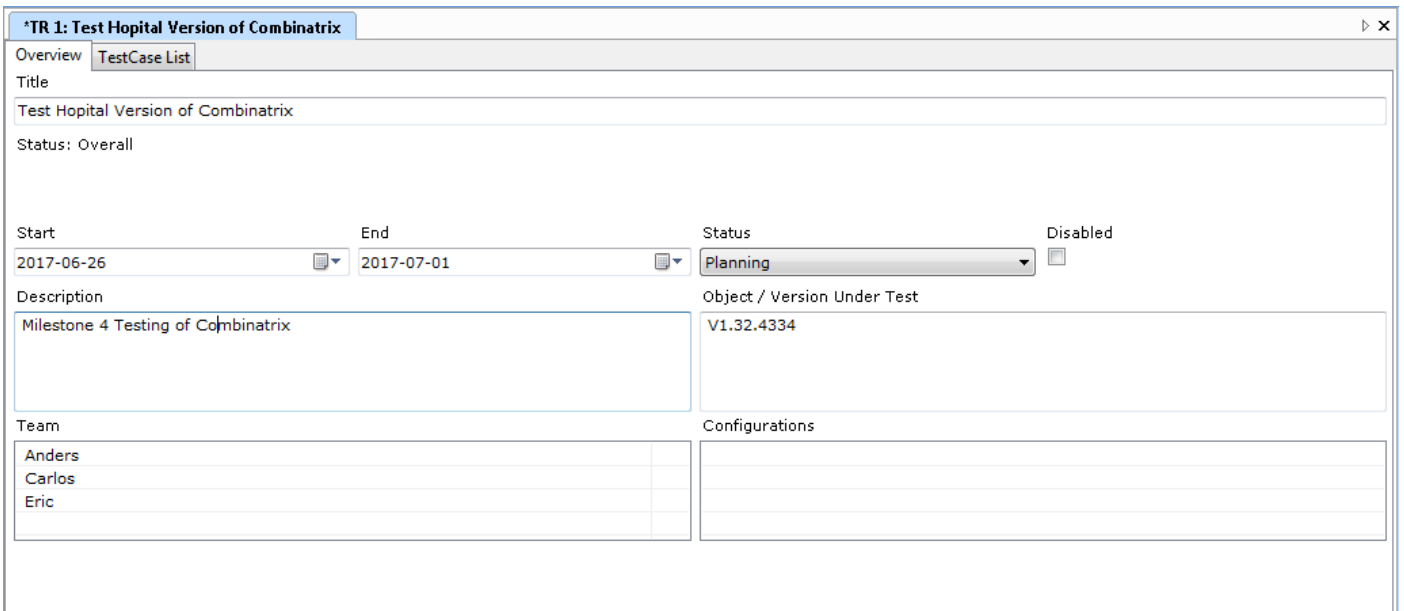 *TR 1: Test Hopital Version of Combinatrix
Overview TestCase List
Title
Test Hopital Version of Combinatrix
Status: Overall
Start End Status Disabled
2017-06-26 2017-07-01 Planning
Description Object / Version Under Test
Milestone 4 Testing of Combinatrix V1.32.4334
Team Configurations
Anders
Carlos
Eric